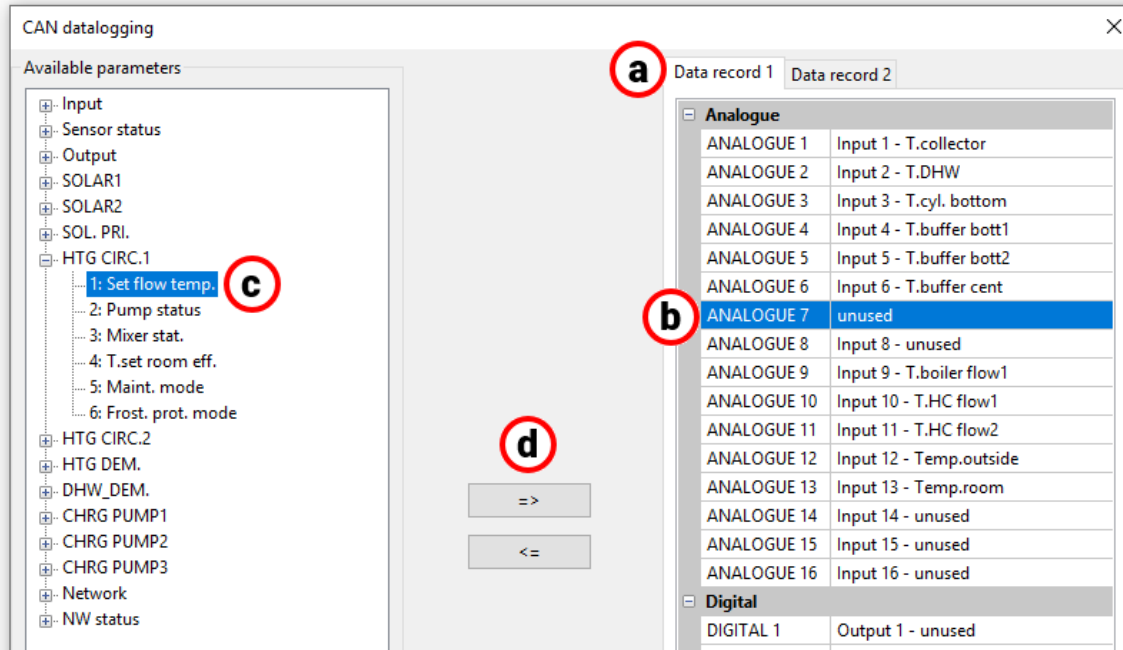 CAN datalogging
Available parameters
Input
Sensor status
Output
SOLAR1
SOLAR2
SOL. PRI.
HTG CIRC.1
1: Set flow temp.
c
2: Pump status
3: Mixer stat.
4: T.set room eff.
5: Maint. mode
6: Frost. prot. mode
HTG CIRC.2
HTG DEM.
DHW_DEM.
CHRG PUMP1
CHRG PUMP2
CHRG PUMP3
Network
NW status
d
=>
<=
a
Data record 1 Data record 2
Analogue
ANALOGUE 1 Input 1 - T.collector
ANALOGUE 2 Input 2 - T.DHW
ANALOGUE 3 Input 3 - T.cyl. bottom
ANALOGUE 4 Input 4 - T.buffer bott1
ANALOGUE 5 Input 5 - T.buffer bott2
ANALOGUE 6 Input 6 - T.buffer cent
b
ANALOGUE 7 unused
ANALOGUE 8 Input 8 - unused
ANALOGUE 9 Input 9 - T.boiler flow1
ANALOGUE 10 Input 10 - T.HC flow1
ANALOGUE 11 Input 11 - T.HC flow2
ANALOGUE 12 Input 12 - Temp.outside
ANALOGUE 13 Input 13 - Temp.room
ANALOGUE 14 Input 14 - unused
ANALOGUE 15 Input 15 - unused
ANALOGUE 16 Input 16 - unused
Digital
DIGITAL 1 Output 1 - unused